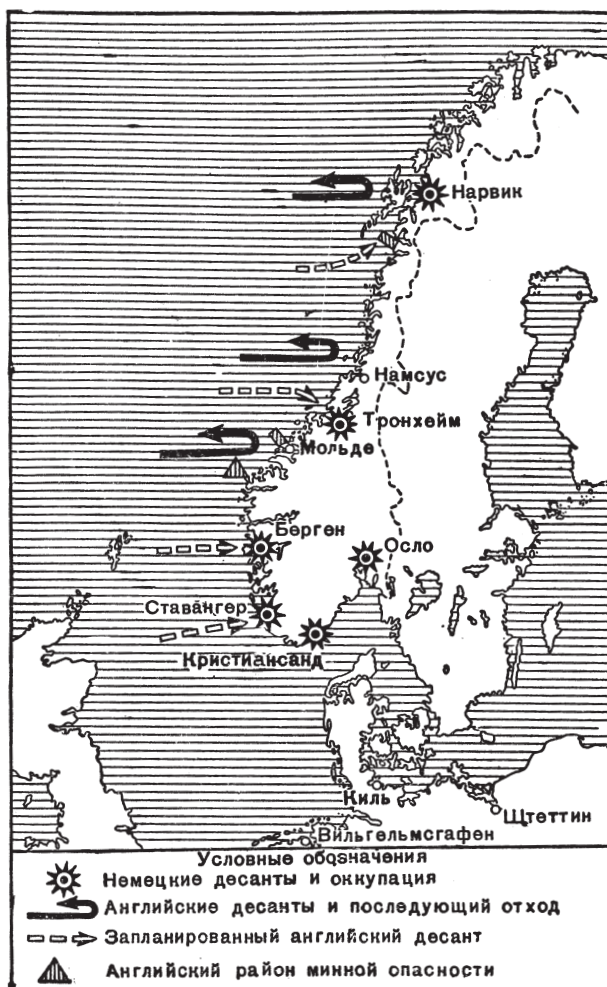 Нарвик
Намсус
Тронхейм
Мольде
Берген
Осло
Ставангер
Кристиансанд
Киль
Щтеттин
Вильгельмсгафен
Условные обозначения
Немецкие десанты и оккупация
Английские десанты и последующий отход
Запланированный английский десант
Английский район минной опасности